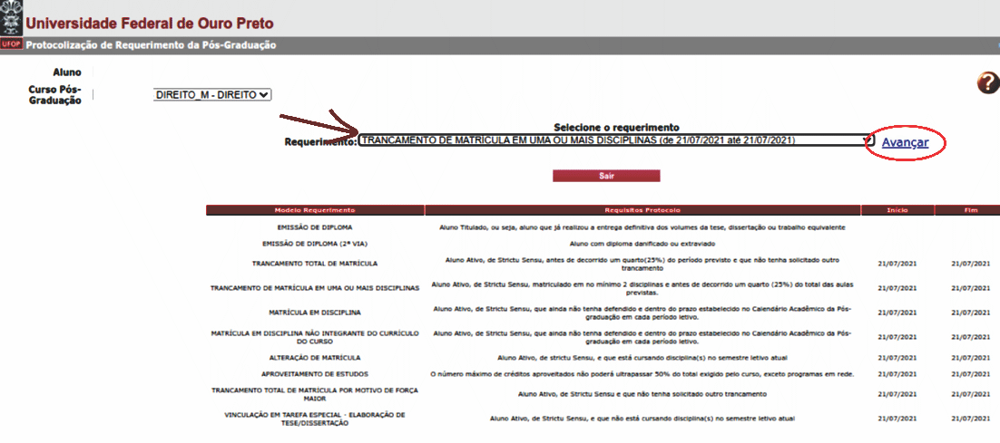 Universidade Federal de Ouro Preto
UFOP Protocolização de Requerimento da Pós-Graduação
Aluno
Curso Pós-
Graduação
DIREITO_M - DIREITO
?
Selecione o requerimento
Requerimento: TRANCAMENTO DE MATRÍCULA EM UMA OU MAIS DISCIPLINAS (de 21/07/2021 até 21/07/2021) Avançar
Sair
Modelo Requerimento Requisitos Protocolo Início Fim
EMISSÃO DE DIPLOMA Aluno Titulado, ou seja, aluno que já realizou a entrega definitiva dos volumes da tese, dissertação ou trabalho equivalente
EMISSÃO DE DIPLOMA (2ª VIA) Aluno com diploma danificado ou extraviado
TRANCAMENTO TOTAL DE MATRÍCULA Aluno Ativo, de Strictu Sensu, antes de decorrido um quarto(25%) do período previsto e que não tenha solicitado outro
trancamento 21/07/2021 21/07/2021
TRANCAMENTO DE MATRÍCULA EM UMA OU MAIS DISCIPLINAS Aluno Ativo, de Strictu Sensu, matriculado em no mínimo 2 disciplinas e antes de decorrido um quarto (25%) do total das aulas
previstas. 21/07/2021 21/07/2021
MATRÍCULA EM DISCIPLINA Aluno Ativo, de Strictu Sensu, que ainda não tenha defendido e dentro do prazo estabelecido no Calendário Acadêmico da Pós-
graduação em cada período letivo. 21/07/2021 21/07/2021
MATRÍCULA EM DISCIPLINA NÃO INTEGRANTE DO CURRÍCULO
DO CURSO Aluno Ativo, de Strictu Sensu, que ainda não tenha defendido e dentro do prazo estabelecido no Calendário Acadêmico da Pós-
graduação em cada período letivo. 21/07/2021 21/07/2021
ALTERAÇÃO DE MATRÍCULA Aluno Ativo, de strictu Sensu, e que está cursando disciplina(s) no semestre letivo atual 21/07/2021 21/07/2021
APROVEITAMENTO DE ESTUDOS O número máximo de créditos aproveitados não poderá ultrapassar 50% do total exigido pelo curso, exceto programas em rede. 21/07/2021 21/07/2021
TRANCAMENTO TOTAL DE MATRÍCULA POR MOTIVO DE FORÇA
MAIOR Aluno Ativo, de Strictu Sensu e que não tenha solicitado outro trancamento 21/07/2021 21/07/2021
VINCULAÇÃO EM TAREFA ESPECIAL - ELABORAÇÃO DE
TESE/DISSERTAÇÃO Aluno Ativo, de Strictu Sensu, e que não está cursando disciplina(s) no semestre letivo atual 21/07/2021 21/07/2021